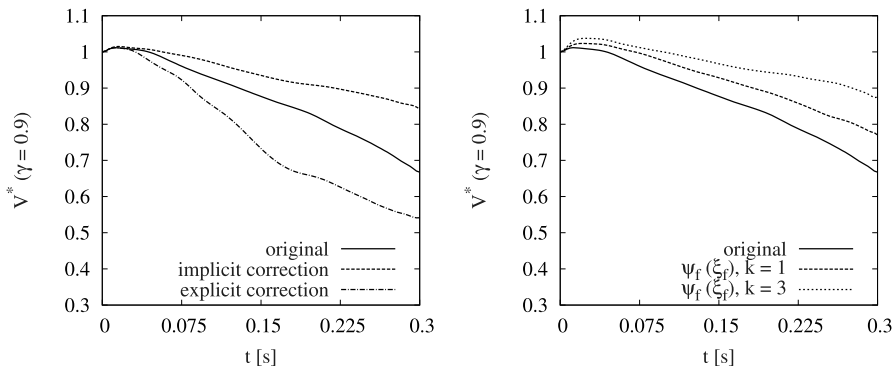 1.1
1
0.9
0.8
0.7
0.6
0.5
0.4
0.3
V* (γ = 0.9)
original
implicit correction
explicit correction
0 0.075 0.15 0.225 0.3
t [s]
1.1
1
0.9
0.8
0.7
0.6
0.5
0.4
0.3
V* (γ = 0.9)
original
ψf (ξf), k = 1
ψf (ξf), k = 3
0 0.075 0.15 0.225 0.3
t [s]